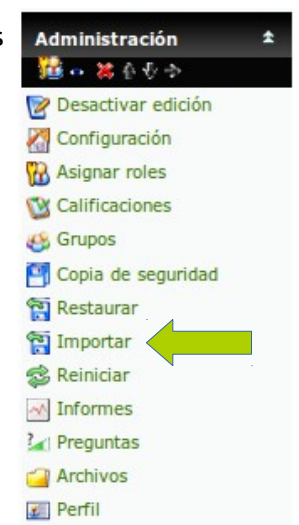 s
Administración
Desactivar edición
Configuración
Asignar roles
Calificaciones
Grupos
Copia de seguridad
Restaurar
Importar
Reiniciar
Informes
Preguntas
Archivos
Perfil